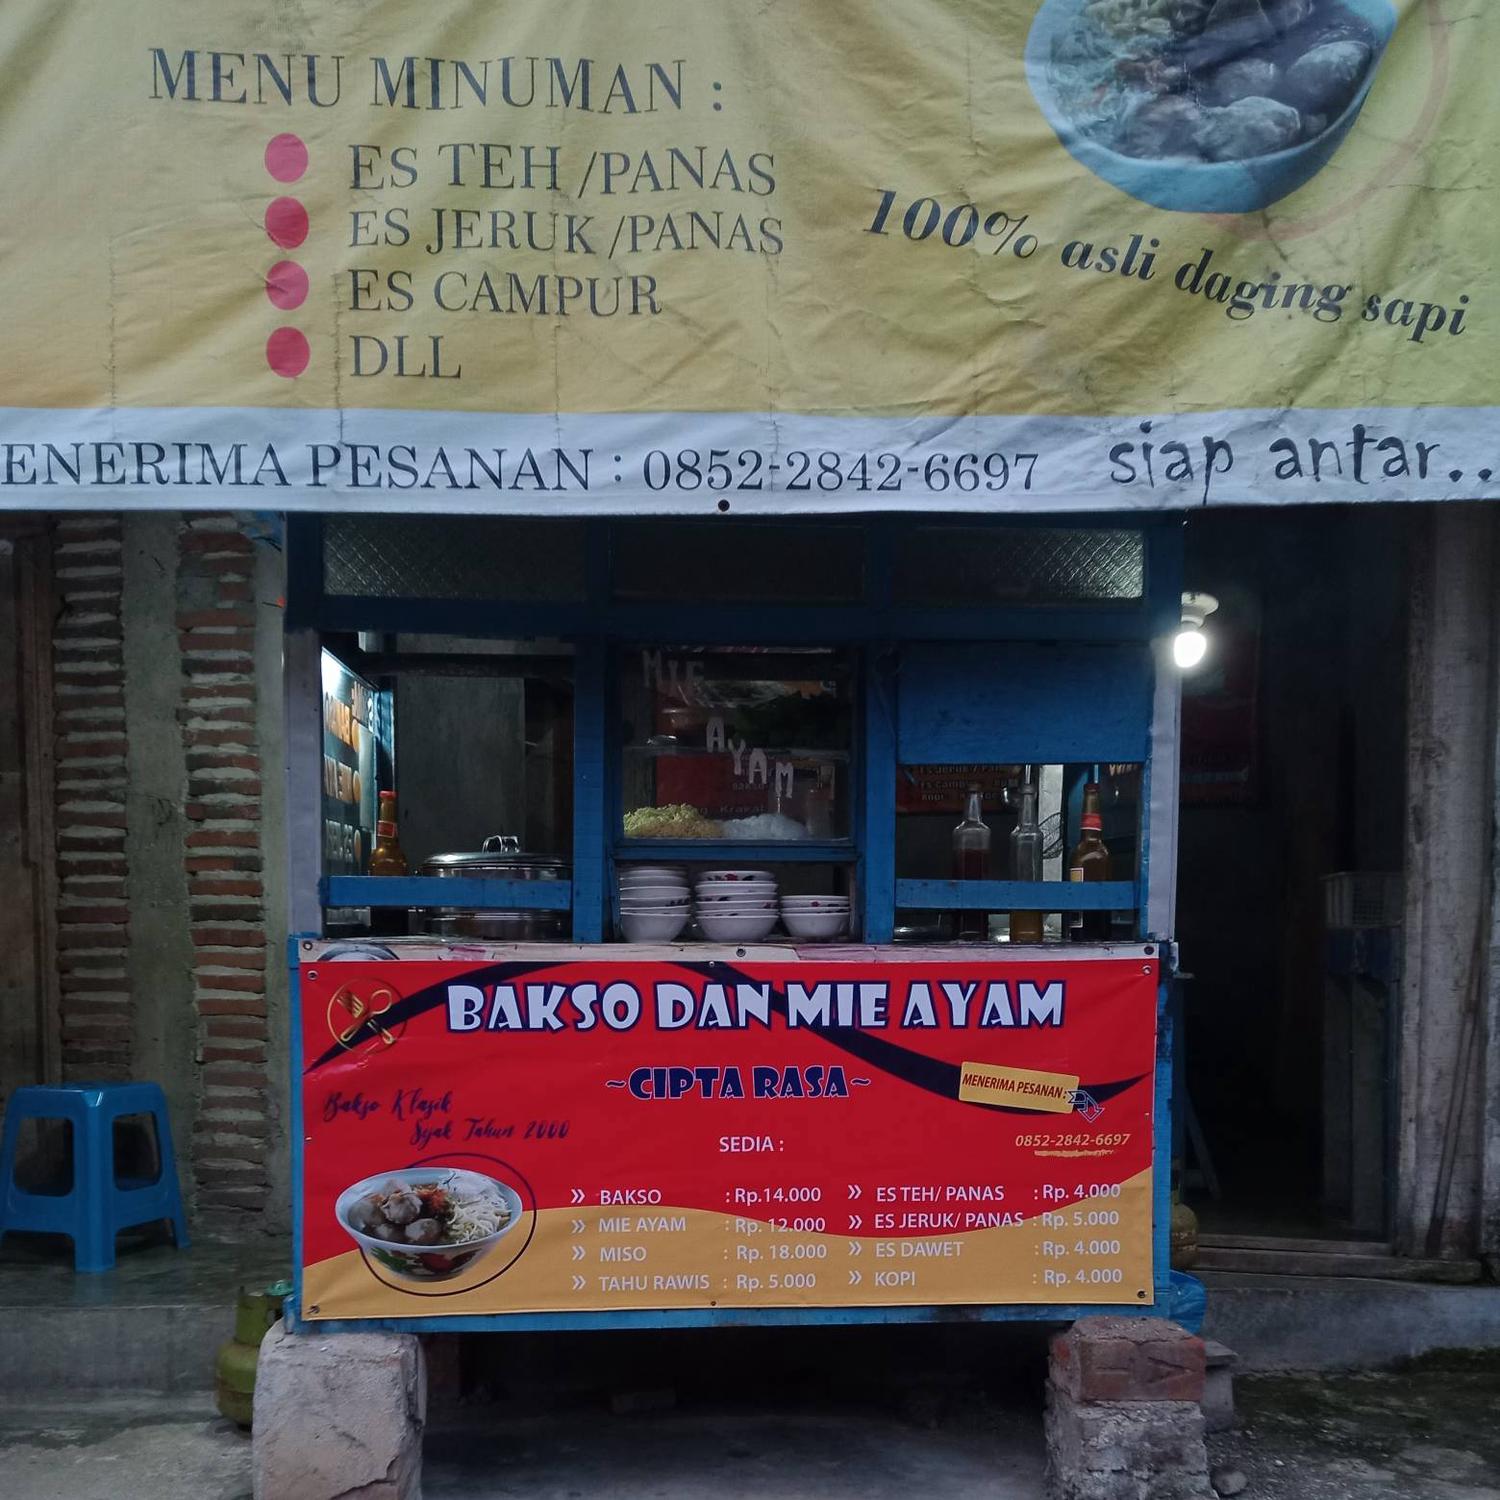 MENU MINUMAN :
ES TEH /PANAS
ES JERUK /PANAS
ES CAMPUR
DLL
100% asli daging sapi
ENERIMA PESANAN : 0852-2842-6697
siap antar..
MIE
AYAM
BAKSO DAN MIE AYAM
~CIPTA RASA~
MENERIMA PESANAN :
Bakso Klasik
Sejak Tahun 2000
0852-2842-6697
SEDIA :
» BAKSO : Rp.14.000
» MIE AYAM : Rp. 12.000
» MISO : Rp. 18.000
» TAHU RAWIS : Rp. 5.000
» ES TEH/ PANAS : Rp. 4.000
» ES JERUK/ PANAS : Rp. 5.000
» ES DAWET : Rp. 4.000
» KOPI : Rp. 4.000